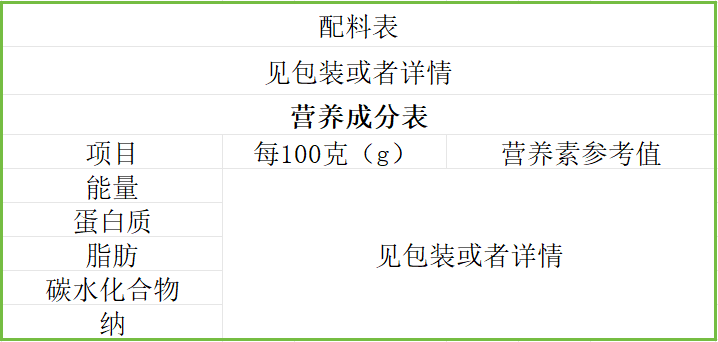 配料表
见包装或者详情
营养成分表
项目 每100克（g） 营养素参考值
能量
蛋白质
脂肪
见包装或者详情
碳水化合物
纳